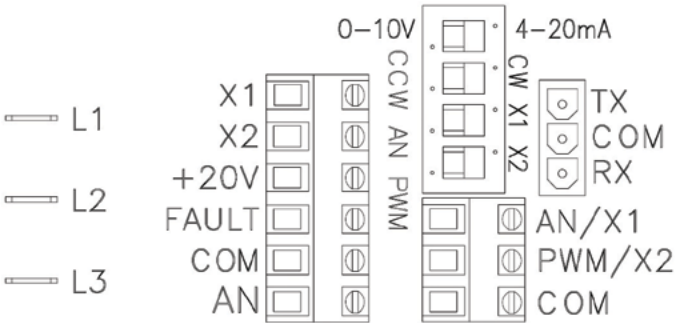 0-10V 4-20mA
CCW AN PWM
CW X1 X2
L1
L2
L3
X1
X2
+20V
FAULT
COM
AN
TX
COM
RX
AN/X1
PWM/X2
COM